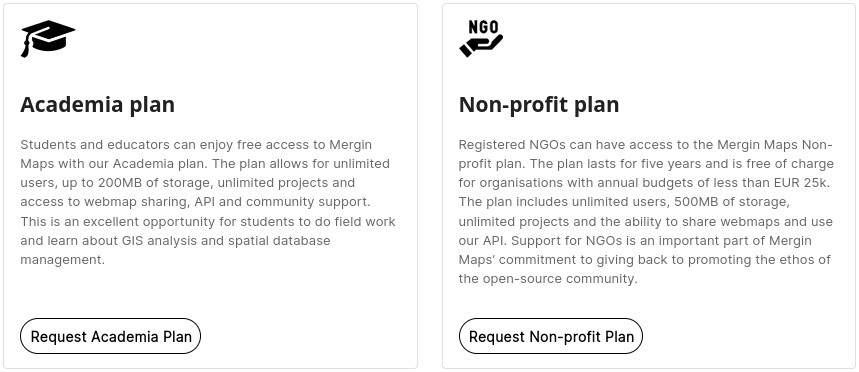 Academia plan
Students and educators can enjoy free access to Mergin
Maps with our Academia plan. The plan allows for unlimited
users, up to 200MB of storage, unlimited projects and
access to webmap sharing, API and community support.
This is an excellent opportunity for students to do field work
and learn about GIS analysis and spatial database
management.
Request Academia Plan
NGO
Non-profit plan
Registered NGOs can have access to the Mergin Maps Non-
profit plan. The plan lasts for five years and is free of charge
for organisations with annual budgets of less than EUR 25k.
The plan includes unlimited users, 500MB of storage,
unlimited projects and the ability to share webmaps and use
our API. Support for NGOs is an important part of Mergin
Maps’ commitment to giving back to promoting the ethos of
the open-source community.
Request Non-profit Plan